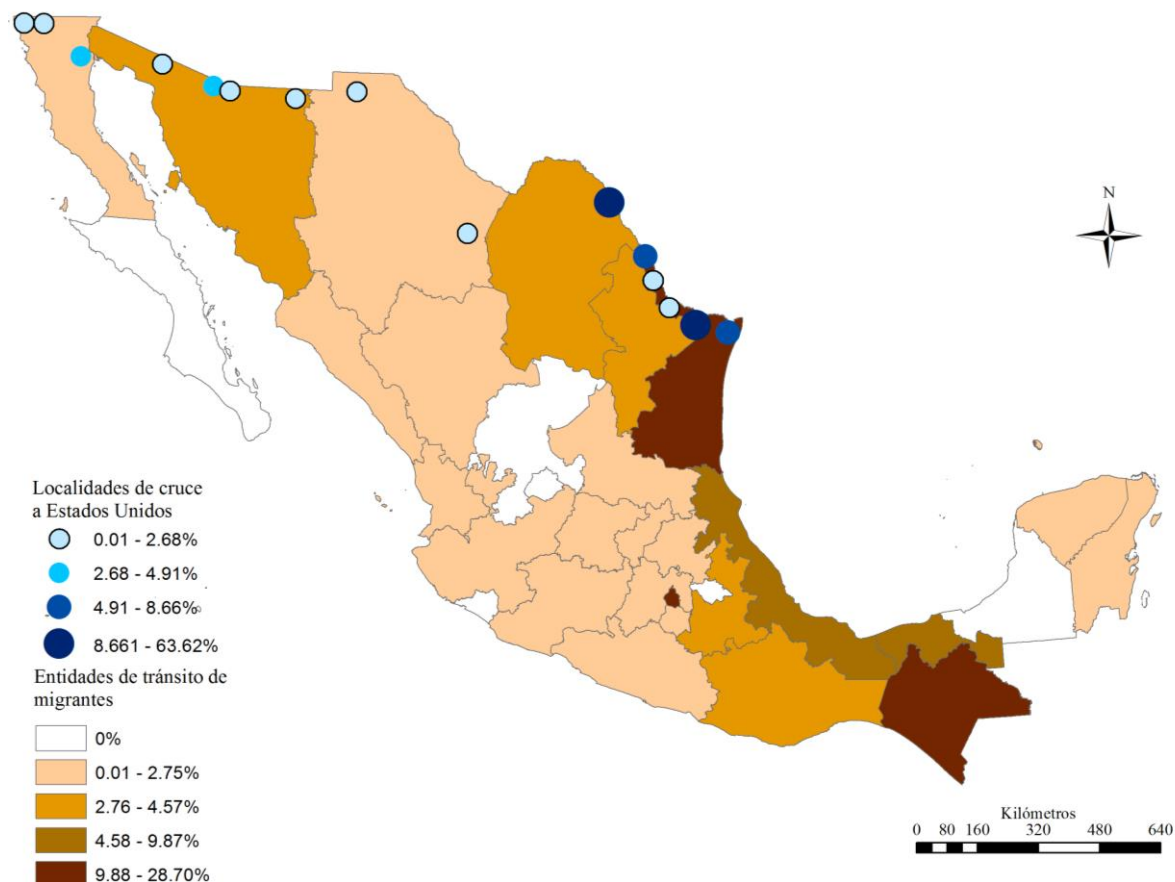 N
Localidades de cruce
a Estados Unidos
0.01 - 2.68%
2.68 - 4.91%
4.91 - 8.66%
8.661 - 63.62%
Entidades de tránsito de
migrantes
0%
0.01 - 2.75%
2.76 - 4.57%
4.58 - 9.87%
9.88 - 28.70%
Kilómetros
0 80 160 320 480 640